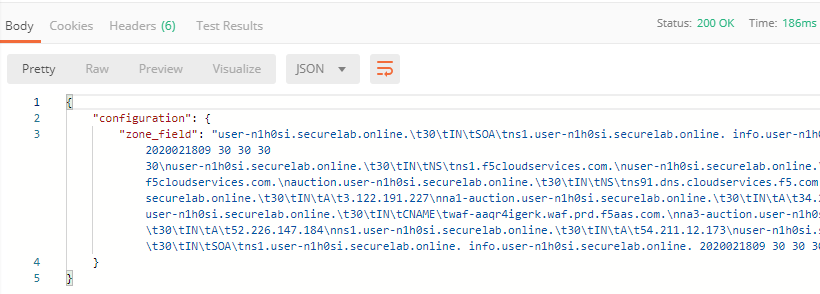 Body Cookies Headers (6) Test Results Status: 200 OK Time: 186ms
Pretty Raw Preview Visualize JSON
1 {
2 "configuration": {
3 "zone_field": "user-n1h0si.securelab.online.\t30\tIN\tSOA\tns1.user-n1h0si.securelab.online. info.user-n1h0
2020021809 30 30 30
30\nuser-n1h0si.securelab.online.\t30\tIN\tNS\tns1.f5cloudservices.com.\nuser-n1h0si.securelab.online.\
f5cloudservices.com.\nauction.user-n1h0si.securelab.online.\t30\tIN\tNS\tns91.dns.cloudservices.f5.com
securelab.online.\t30\tIN\tA\t3.122.191.227\nna1-auction.user-n1h0si.securelab.online.\t30\tIN\tA\t34.
user-n1h0si.securelab.online.\t30\tIN\tCNAME\twaf-aaqr4igerk.waf.prd.f5aas.com.\nna3-auction.user-n1h0s
\t30\tIN\tA\t52.226.147.184\nns1.user-n1h0si.securelab.online.\t30\tIN\tA\t54.211.12.173\nuser-n1h0si.s
\t30\tIN\tSOA\tns1.user-n1h0si.securelab.online. info.user-n1h0si.securelab.online. 2020021809 30 30 30
4 }
5 }